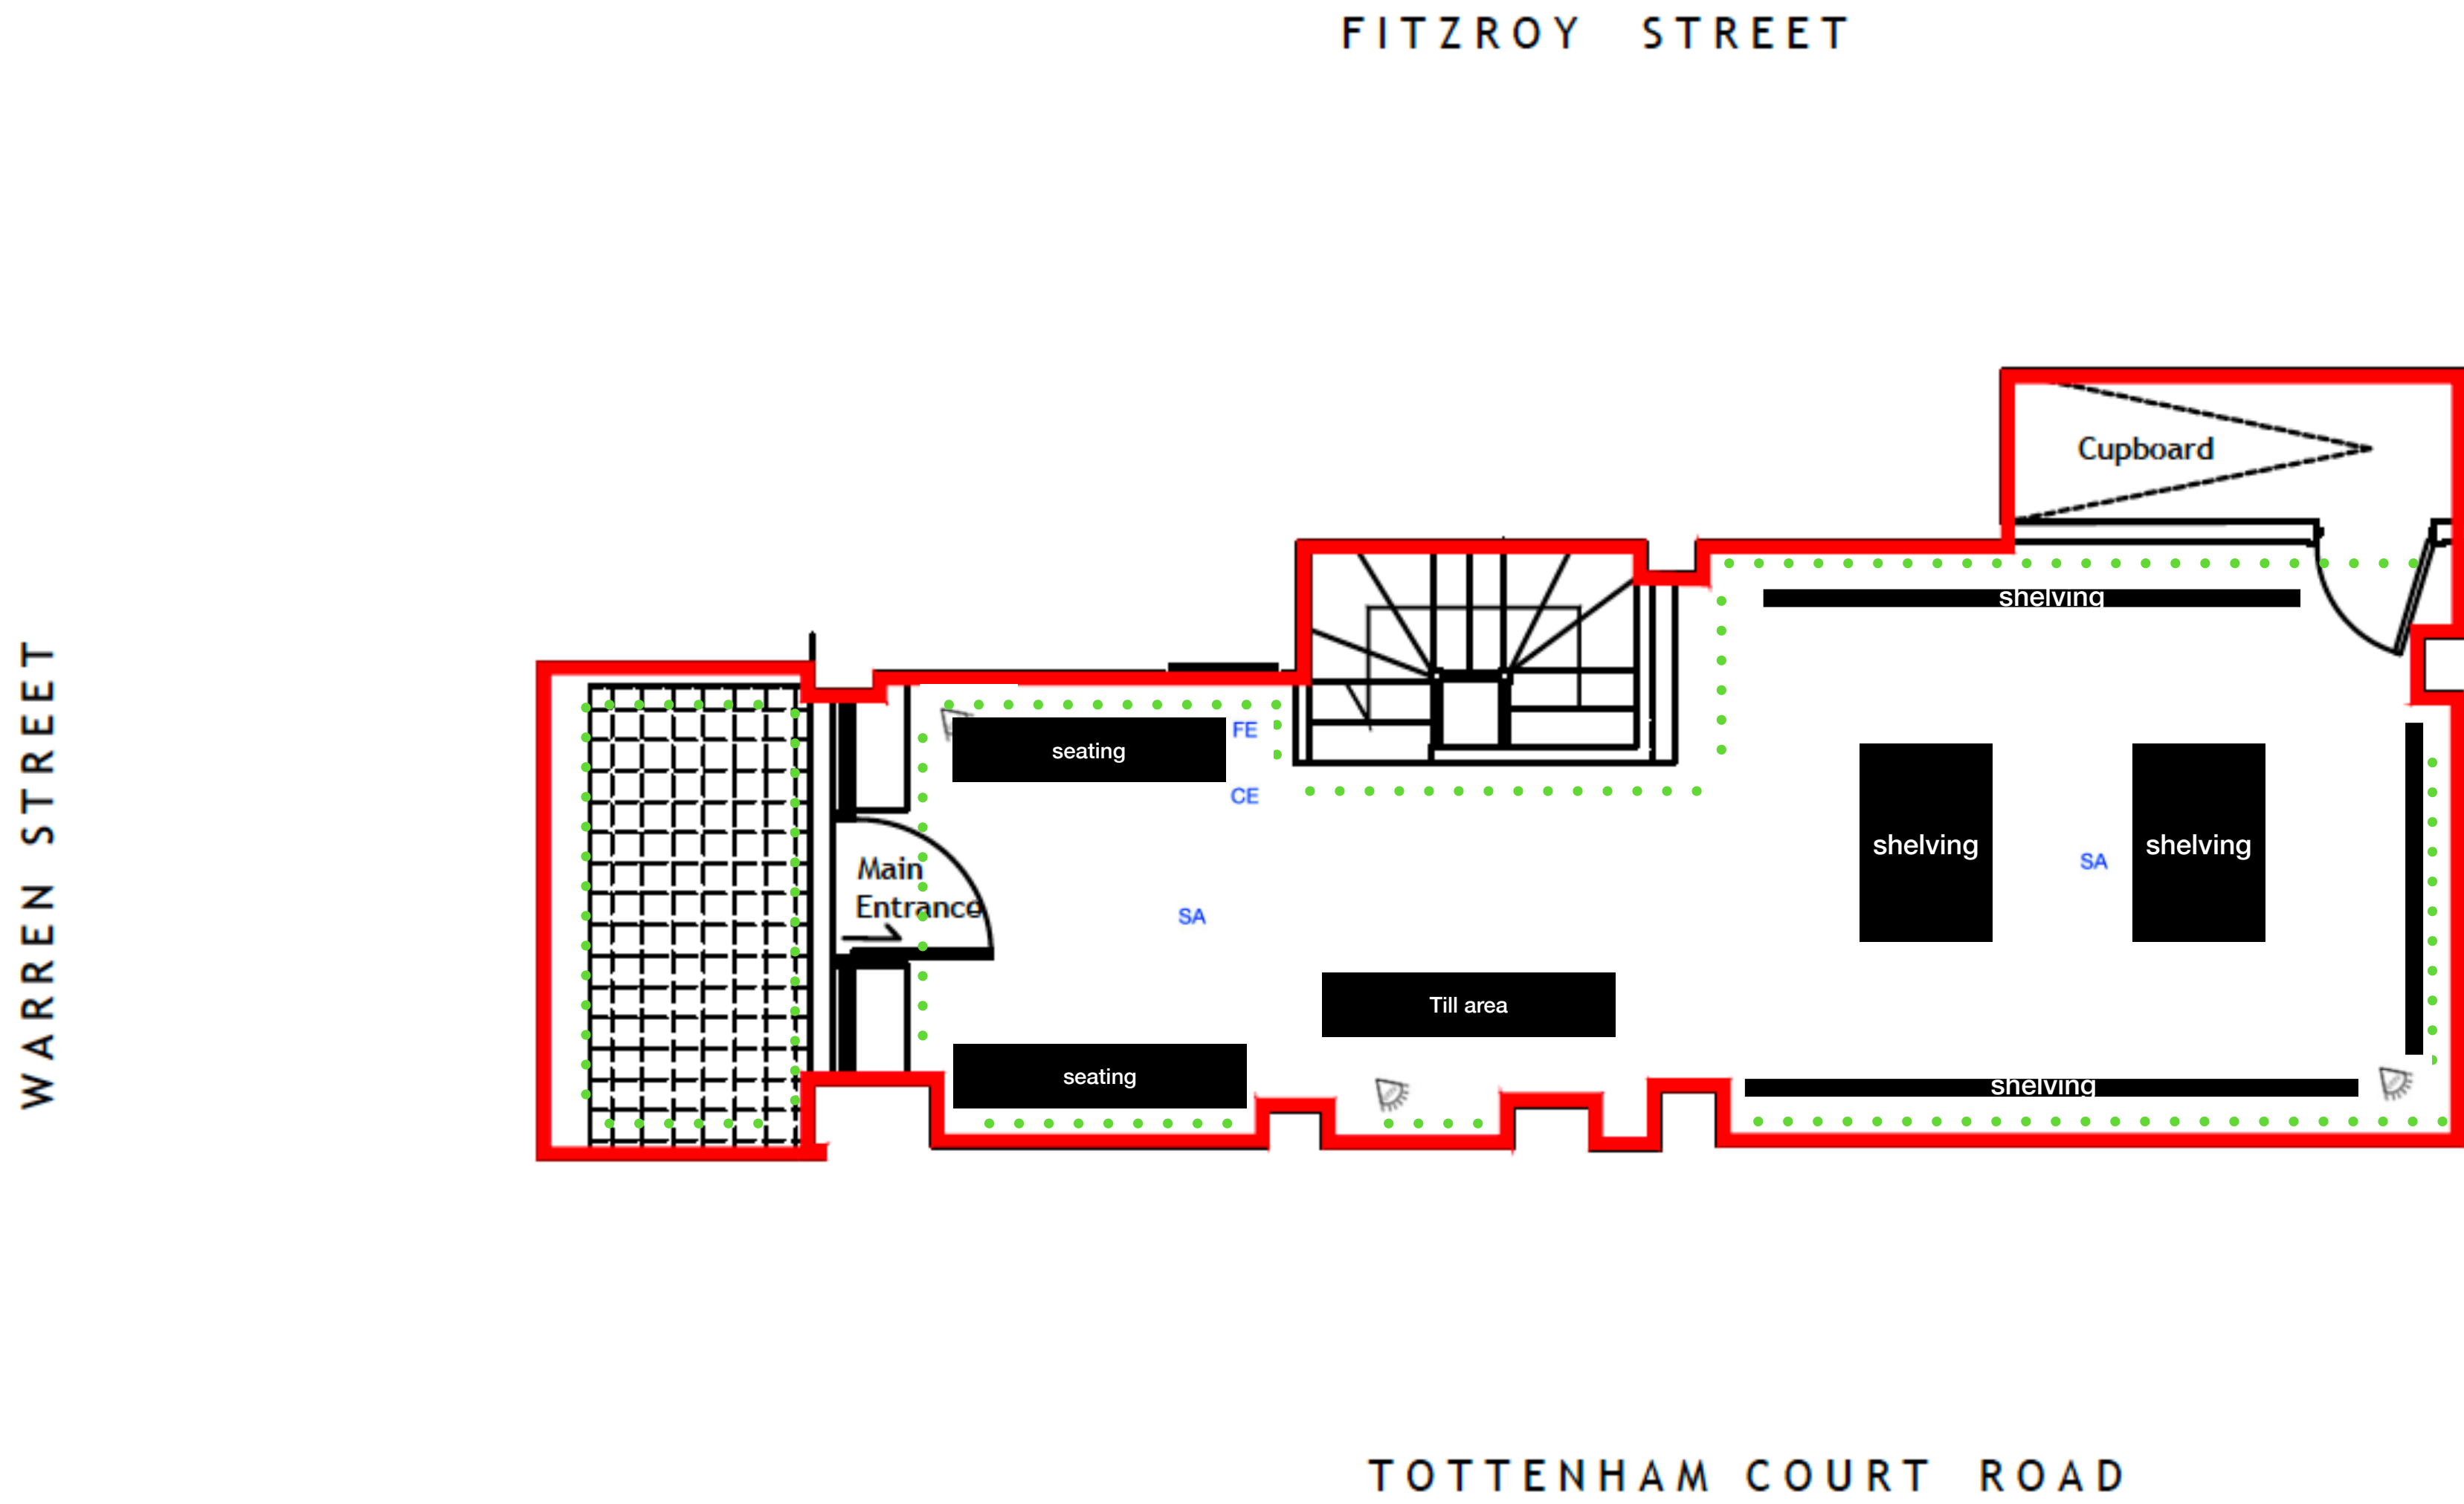 FITZROY STREET
Cupboard
shelving
WARREN STREET
seating
FE
CE
Main
Entrance
SA
shelving
SA
shelving
Till area
seating
shelving
TOTTENHAM COURT ROAD